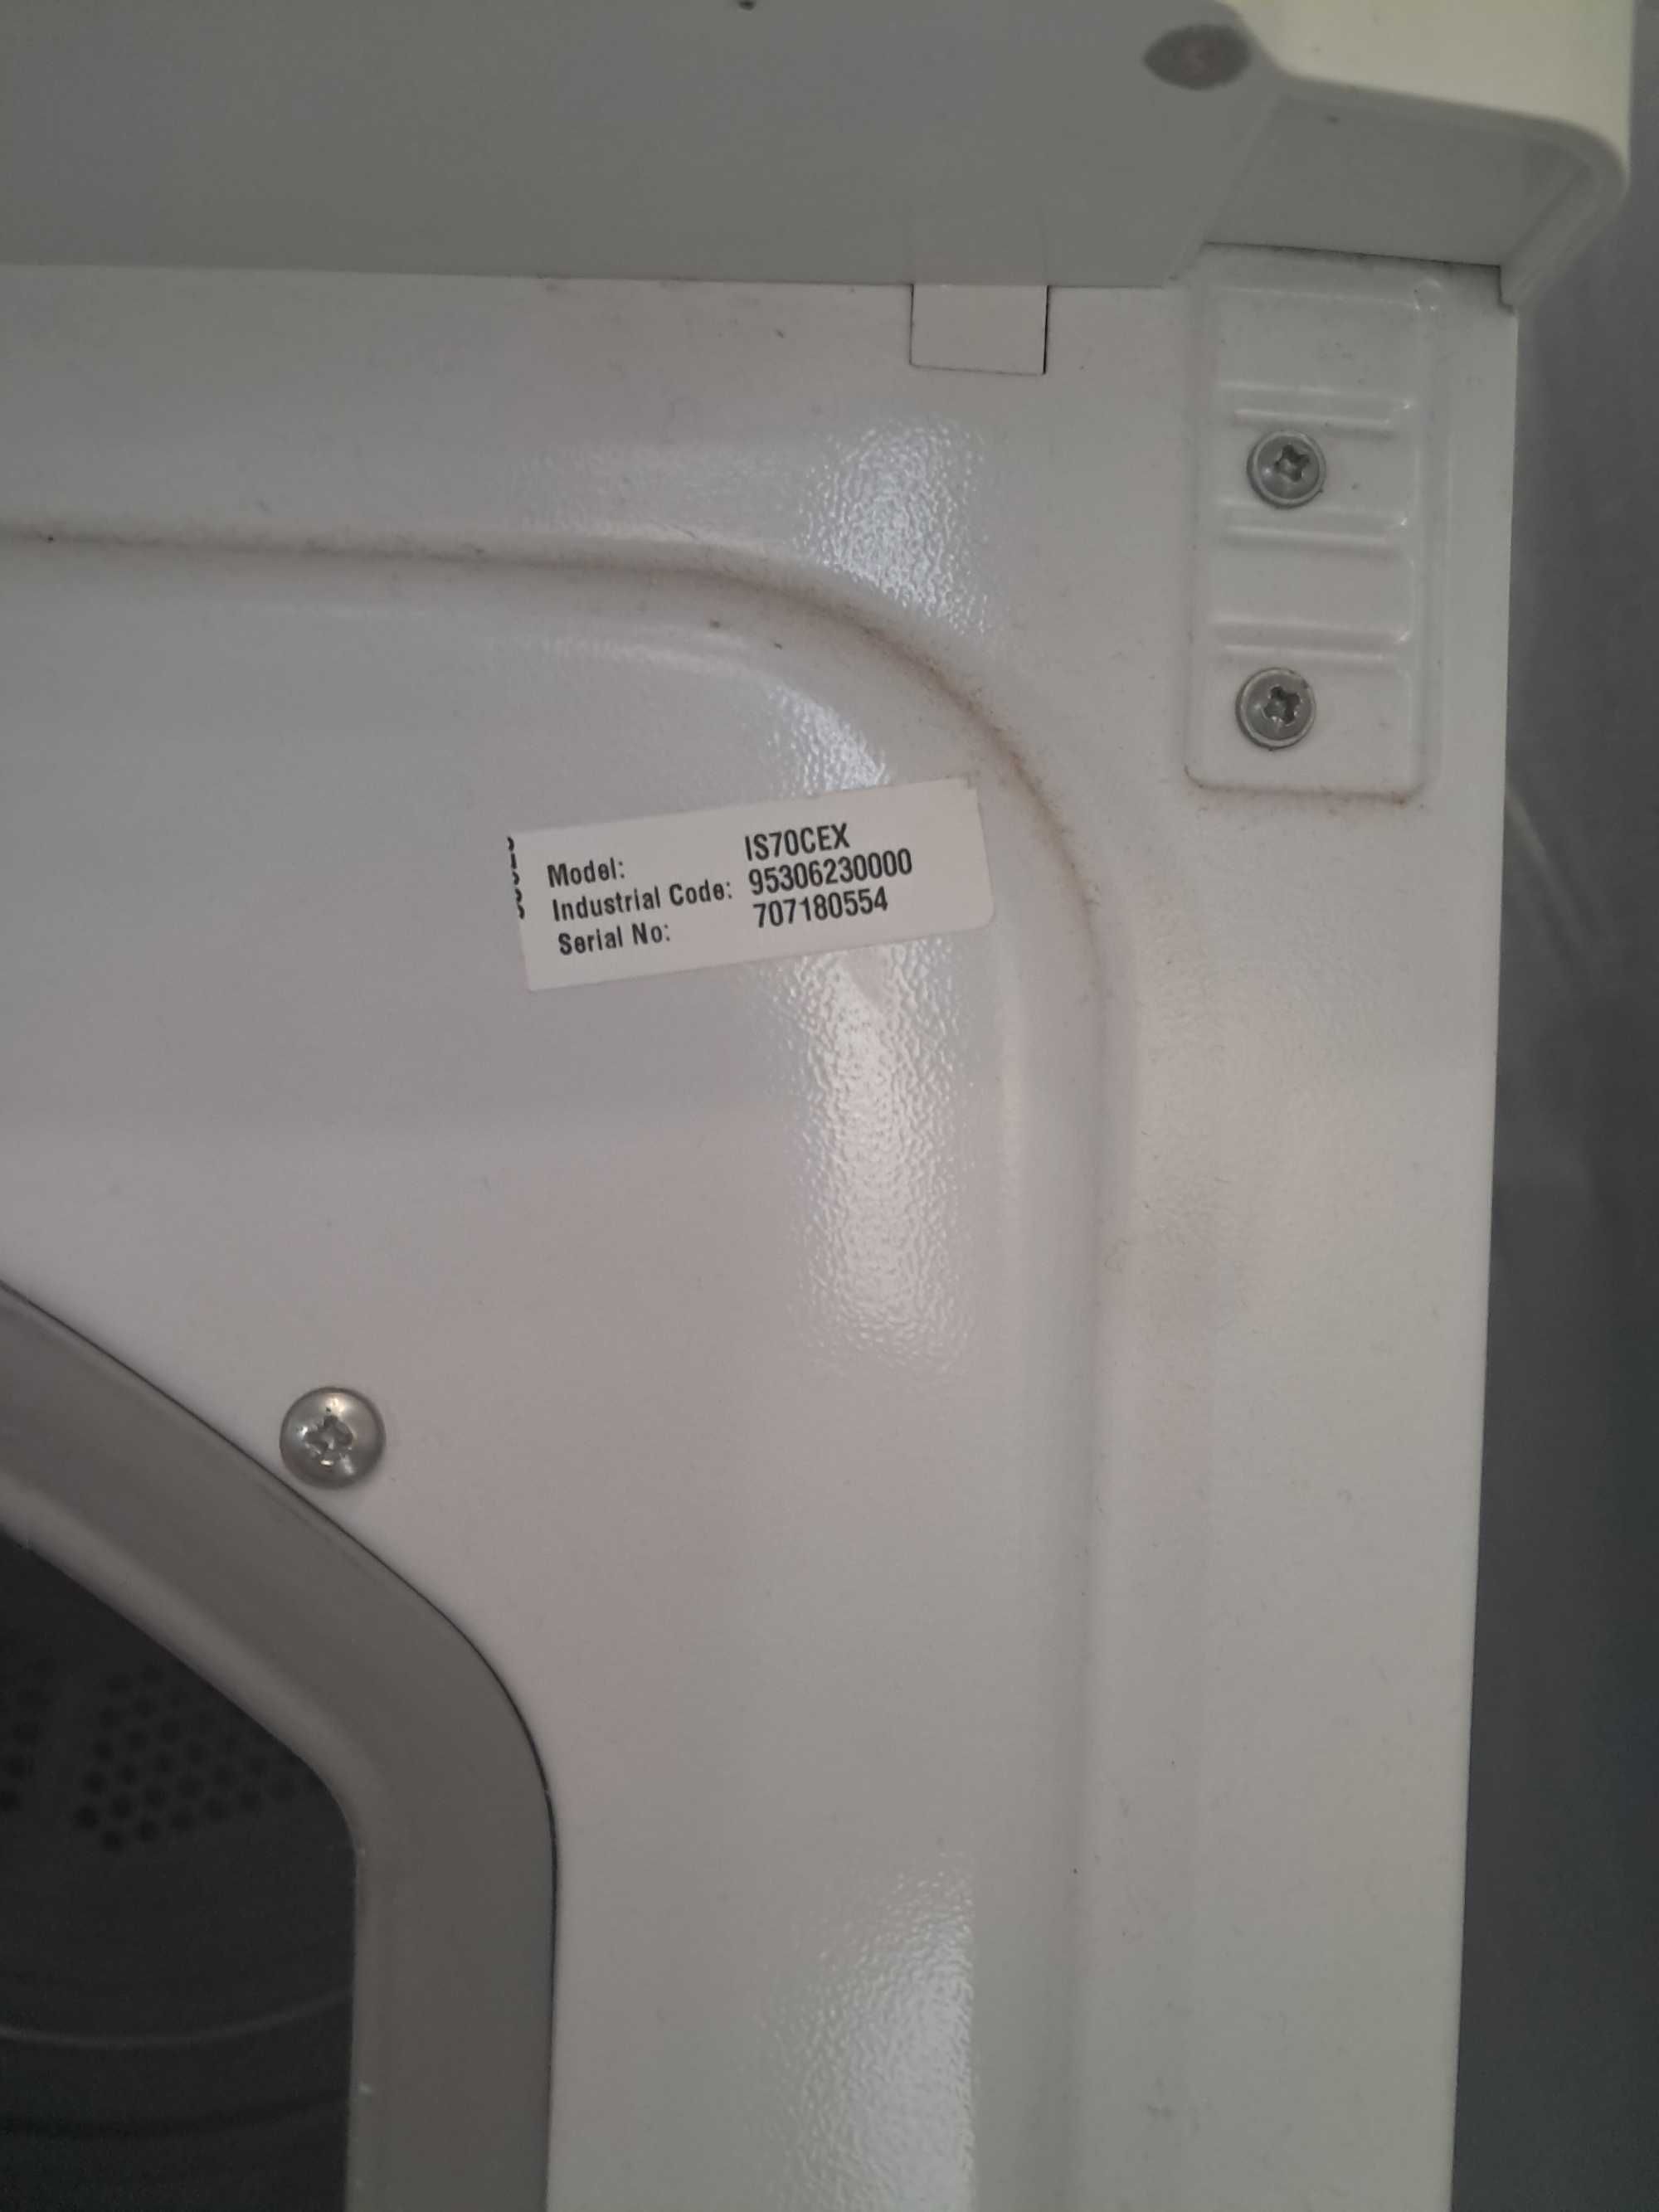 Model: IS70CEX
Industrial Code: 95306230000
Serial No: 707180554